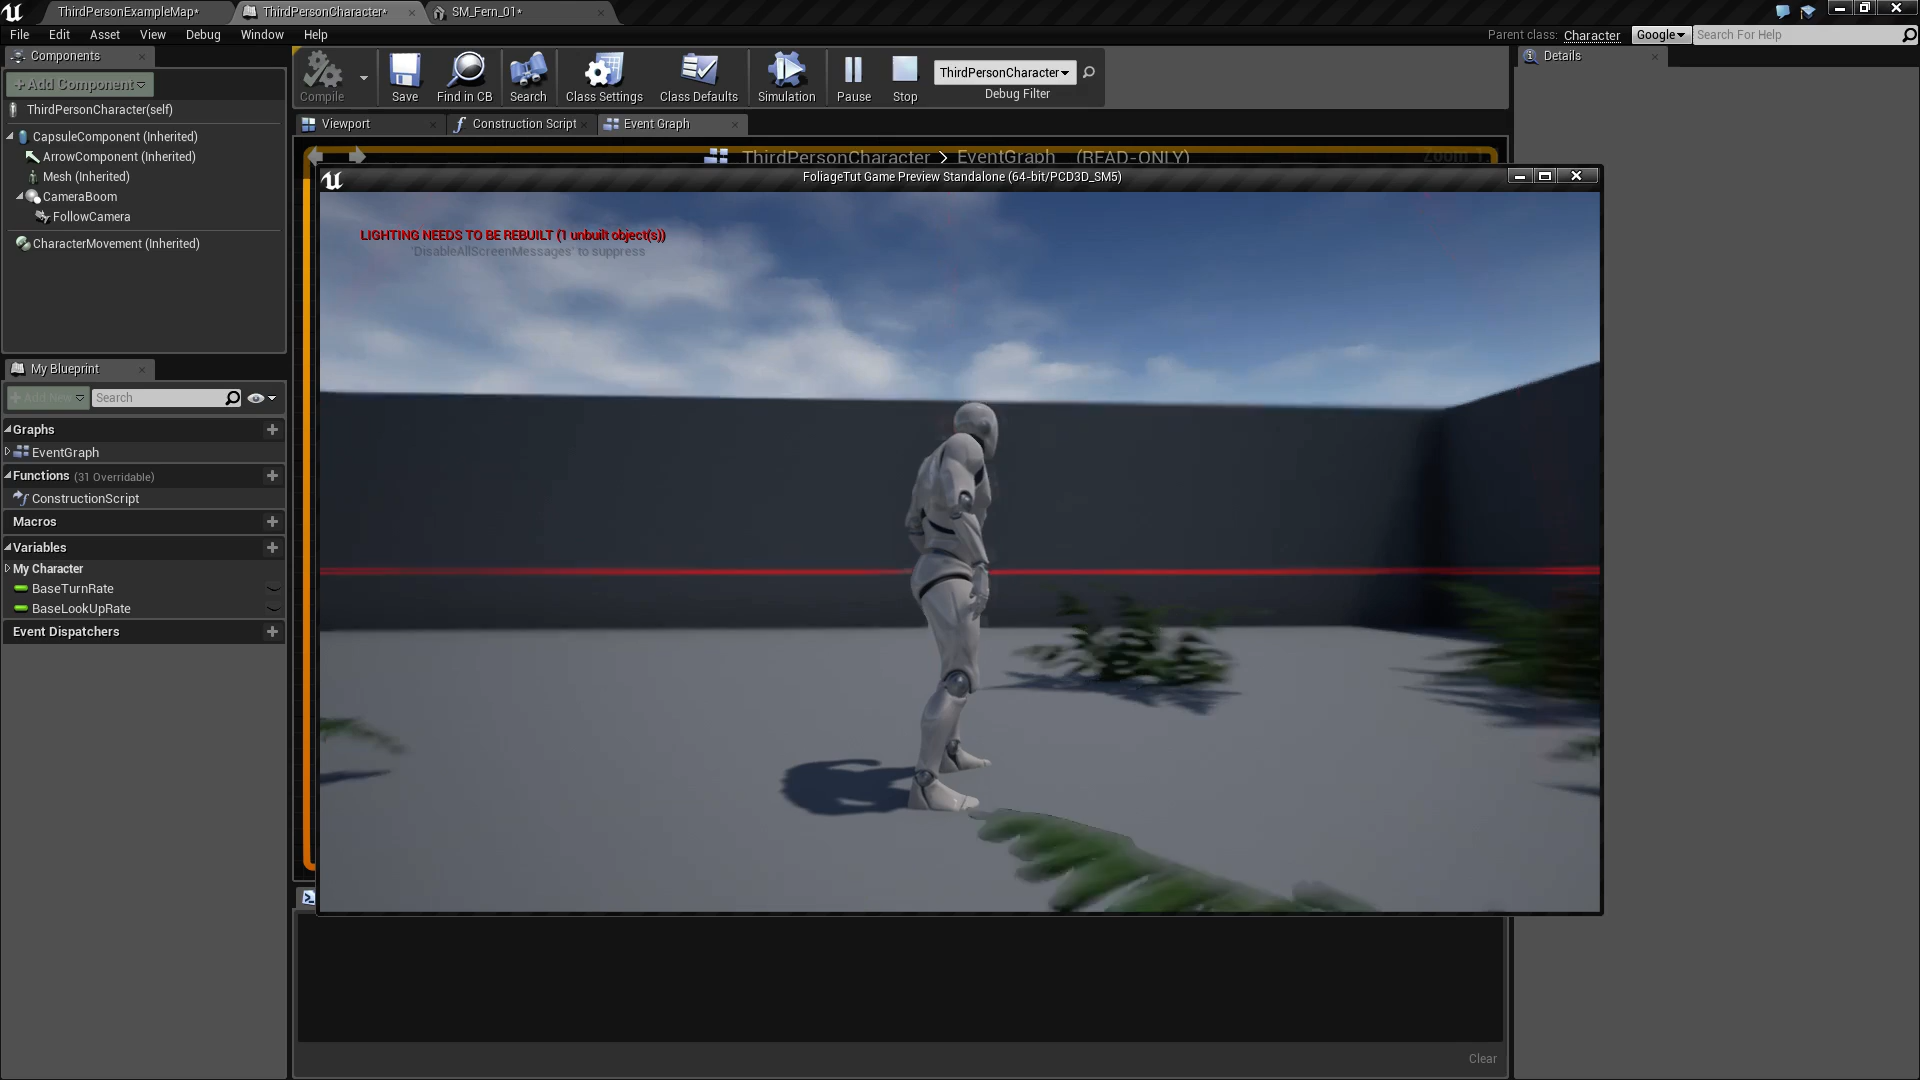 ThirdPersonExampleMap*
ThirdPersonCharacter*
SM_Fern_01*
File Edit Asset View Debug Window Help
Parent class: Character
Google
Search For Help
Components
+Add Component
ThirdPersonCharacter(self)
CapsuleComponent (Inherited)
ArrowComponent (Inherited)
Mesh (Inherited)
CameraBoom
FollowCamera
CharacterMovement (Inherited)
Compile
Save
Find in CB
Search
Class Settings
Class Defaults
Simulation
Pause
Stop
ThirdPersonCharacter
Debug Filter
Details
Viewport
Construction Script
Event Graph
ThirdPersonCharacter > EventGraph (READ-ONLY)
Zoom 1:
FoliageTut Game Preview Standalone (64-bit/PCD3D_SM5)
LIGHTING NEEDS TO BE REBUILT (1 unbuilt object(s))
'DisableAllScreenMessages' to suppress
My Blueprint
+Add New
Search
Graphs
EventGraph
Functions (31 Overridable)
ConstructionScript
Macros
Variables
My Character
BaseTurnRate
BaseLookUpRate
Event Dispatchers
Clear